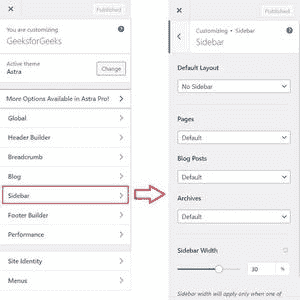 Published
You are customizing
GeeksforGeeks
Active theme
Astra
Change
More Options Available in Astra Pro!
Global
Header Builder
Breadcrumb
Blog
Sidebar
Footer Builder
Performance
Site Identity
Menus
Published
Customizing • Sidebar
Sidebar
Default Layout
No Sidebar
Pages
Default
Blog Posts
Default
Archives
Default
Sidebar Width
30 %
Sidebar width will apply only when one of